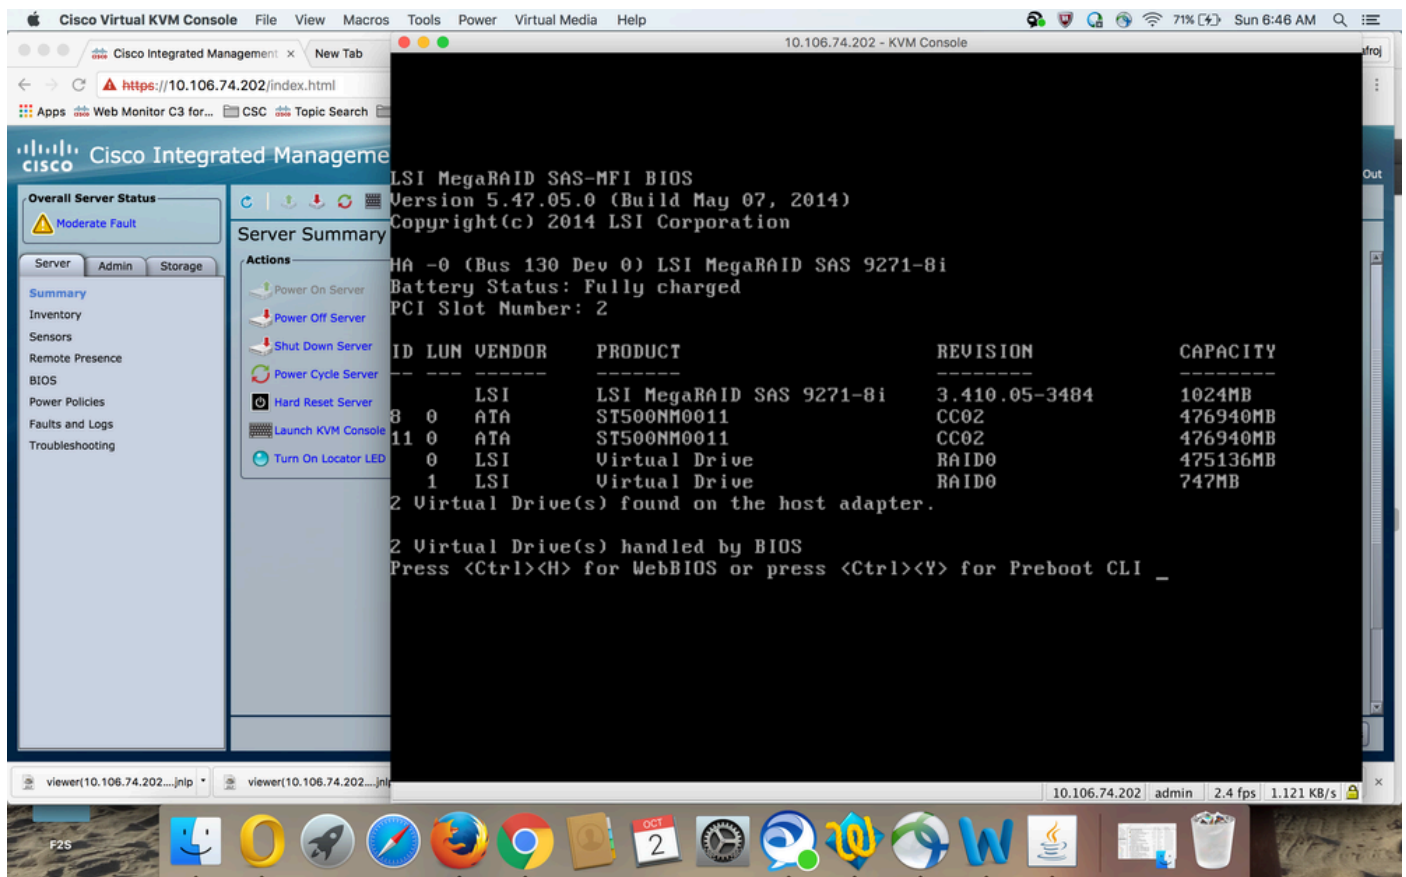 Cisco Virtual KVM Console File View Macros Tools Power Virtual Media Help 71% Sun 6:46 AM
Cisco Integrated Management × New Tab
10.106.74.202 - KVM Console
afroj
https://10.106.74.202/index.html
Apps Web Monitor C3 for... CSC Topic Search
CISCO Cisco Integrated Manageme
Out
Overall Server Status
Moderate Fault
Server Admin Storage
Summary
Inventory
Sensors
Remote Presence
BIOS
Power Policies
Faults and Logs
Troubleshooting
Server Summary
Actions
Power On Server
Power Off Server
Shut Down Server
Power Cycle Server
Hard Reset Server
Launch KVM Console
Turn On Locator LED
LSI MegaRAID SAS-MFI BIOS
Version 5.47.05.0 (Build May 07, 2014)
Copyright(c) 2014 LSI Corporation
HA -0 (Bus 130 Dev 0) LSI MegaRAID SAS 9271-8i
Battery Status: Fully charged
PCI Slot Number: 2
ID LUN VENDOR PRODUCT REVISION CAPACITY
-- --- ------ ------- -------- --------
LSI LSI MegaRAID SAS 9271-8i 3.410.05-3484 1024MB
8 0 ATA ST500NM0011 CC02 476940MB
11 0 ATA ST500NM0011 CC02 476940MB
0 LSI Virtual Drive RAID0 475136MB
1 LSI Virtual Drive RAID0 747MB
2 Virtual Drive(s) found on the host adapter.
2 Virtual Drive(s) handled by BIOS
Press <Ctrl><H> for WebBIOS or press <Ctrl><Y> for Preboot CLI _
viewer(10.106.74.202....jnlp viewer(10.106.74.202....jnl
10.106.74.202 admin 2.4 fps 1.121 KB/s
F2S
OCT
2